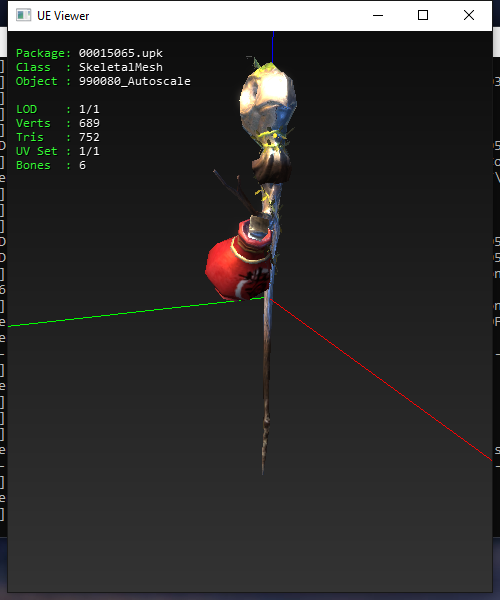 UE Viewer
Package: 00015065.upk
Class  : SkeletalMesh
Object : 990080_Autoscale
LOD    : 1/1
Verts  : 689
Tris   : 752
UV Set : 1/1
Bones  : 6